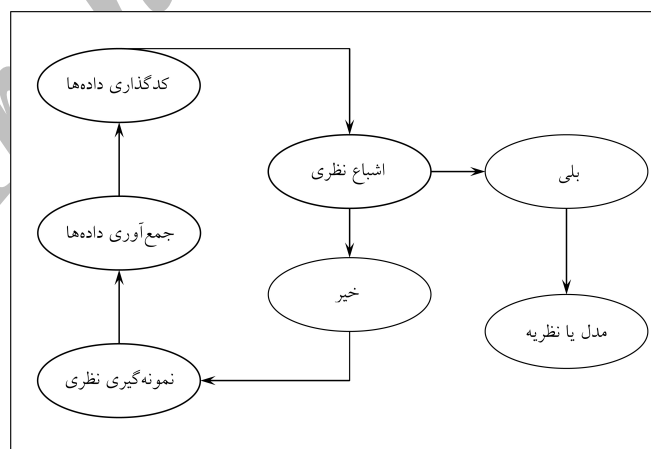 کدگذاری داده‌ها
اشباع نظری
بلی
جمع‌آوری داده‌ها
خیر
مدل یا نظریه
نمونه‌گیری نظری